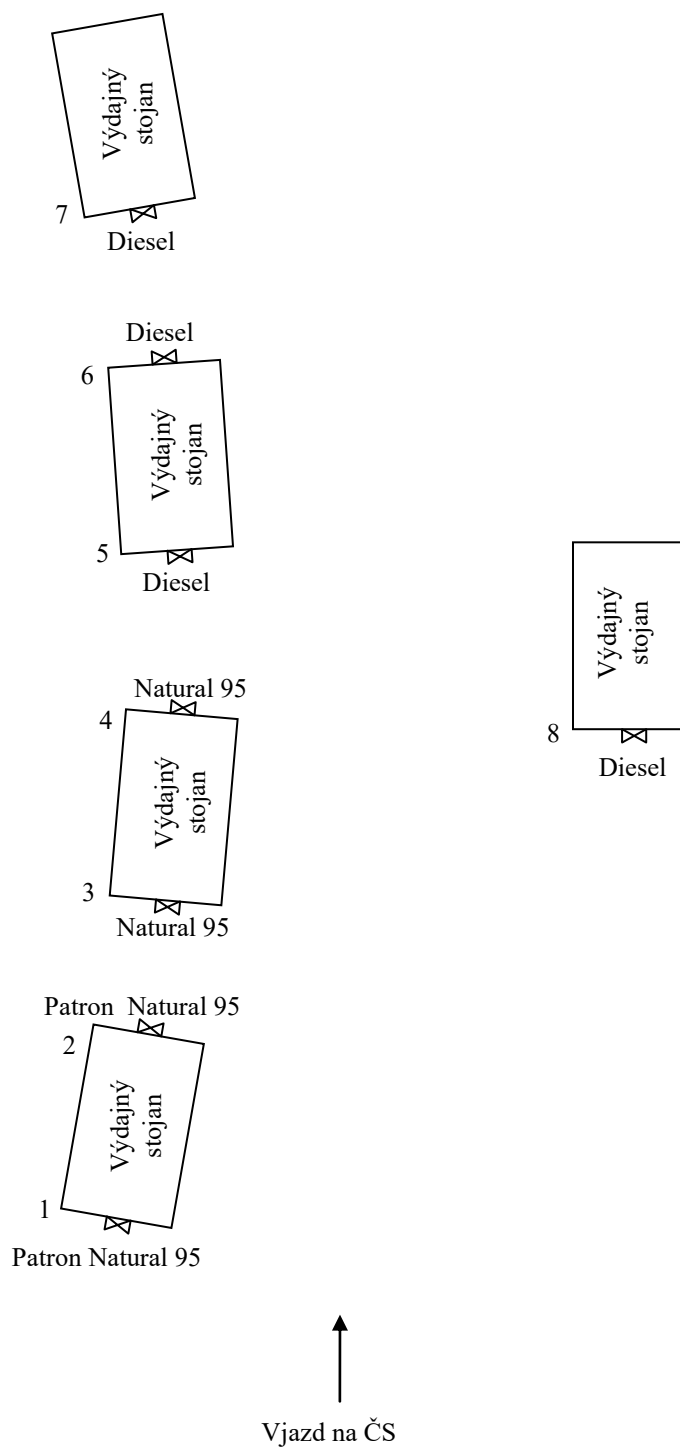 Výdajný
stojan
7
Diesel
Diesel
6
Výdajný
stojan
5
Diesel
Výdajný
stojan
8
Diesel
Natural 95
4
Výdajný
stojan
3
Natural 95
Patron Natural 95
2
Výdajný
stojan
1
Patron Natural 95
Vjazd na ČS